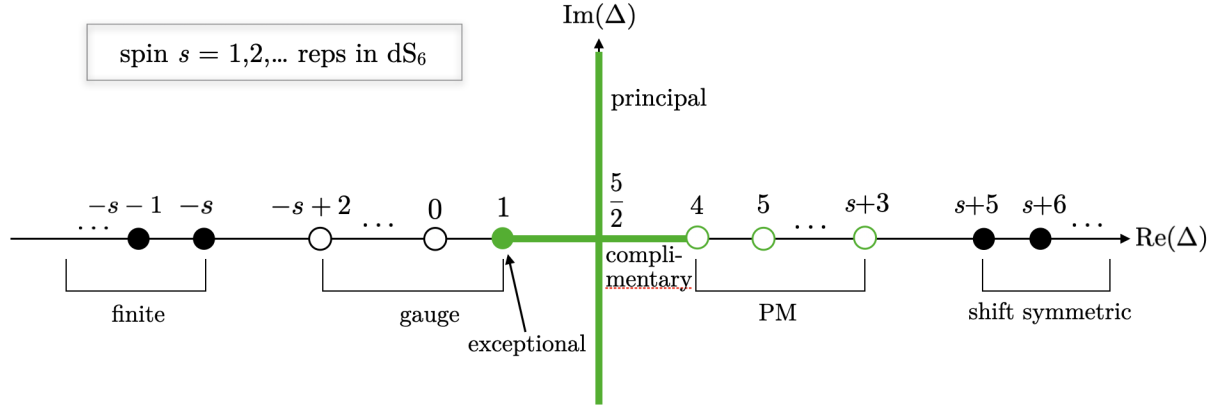 Im(Δ)
spin s = 1,2,… reps in dS₆
principal
−s − 1 −s −s + 2 ⋯ 0 1 5/2 4 5 ⋯ s+3 s+5 s+6 ⋯
⋯
Re(Δ)
compli-
mentary
finite gauge PM shift symmetric
exceptional